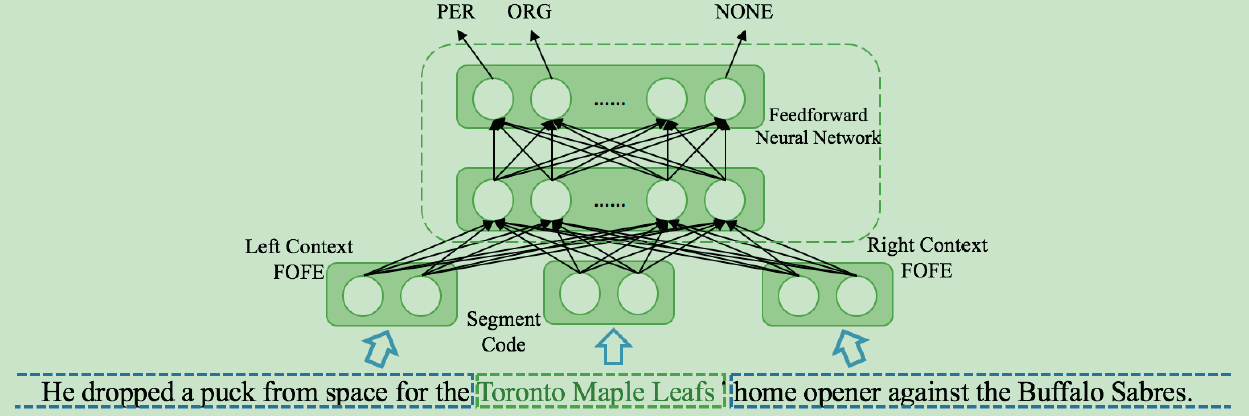 PER ORG NONE
......
Feedforward
Neural Network
......
Left Context
FOFE
Right Context
FOFE
Segment
Code
He dropped a puck from space for the Toronto Maple Leafs ' home opener against the Buffalo Sabres.